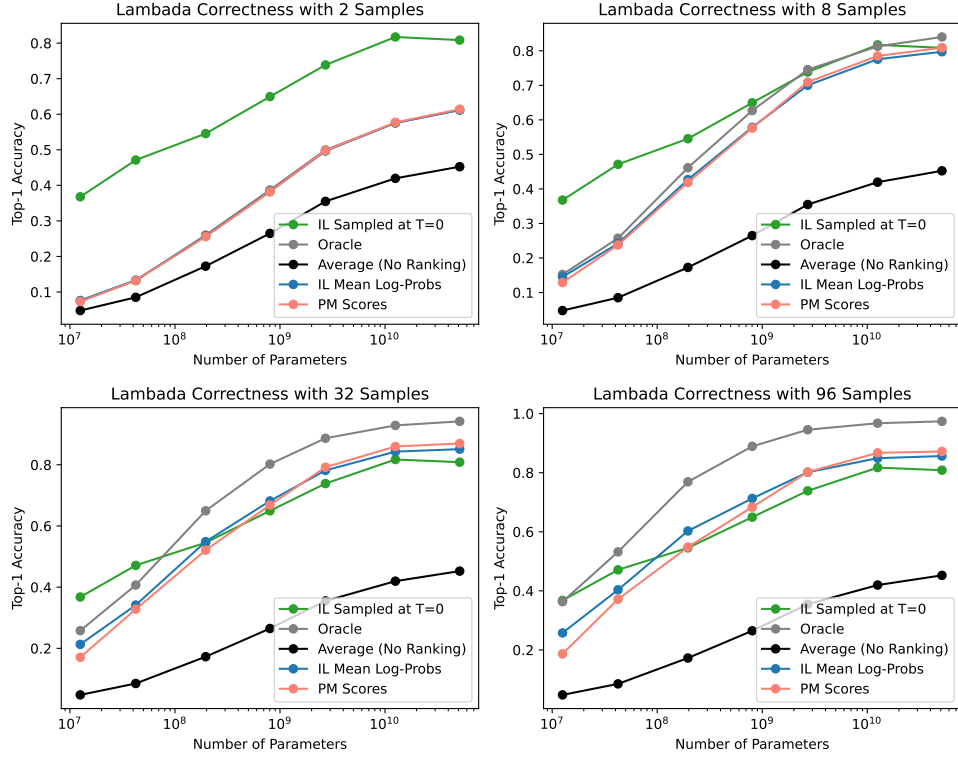 Lambada Correctness with 2 Samples
0.8
0.7
0.6
0.5
0.4
0.3
0.2
0.1
Top-1 Accuracy
IL Sampled at T=0
Oracle
Average (No Ranking)
IL Mean Log-Probs
PM Scores
10^7
10^8
10^9
10^10
Number of Parameters
Lambada Correctness with 8 Samples
0.8
0.7
0.6
0.5
0.4
0.3
0.2
0.1
Top-1 Accuracy
IL Sampled at T=0
Oracle
Average (No Ranking)
IL Mean Log-Probs
PM Scores
10^7
10^8
10^9
10^10
Number of Parameters
Lambada Correctness with 32 Samples
0.8
0.6
0.4
0.2
Top-1 Accuracy
IL Sampled at T=0
Oracle
Average (No Ranking)
IL Mean Log-Probs
PM Scores
10^7
10^8
10^9
10^10
Number of Parameters
Lambada Correctness with 96 Samples
1.0
0.8
0.6
0.4
0.2
Top-1 Accuracy
IL Sampled at T=0
Oracle
Average (No Ranking)
IL Mean Log-Probs
PM Scores
10^7
10^8
10^9
10^10
Number of Parameters